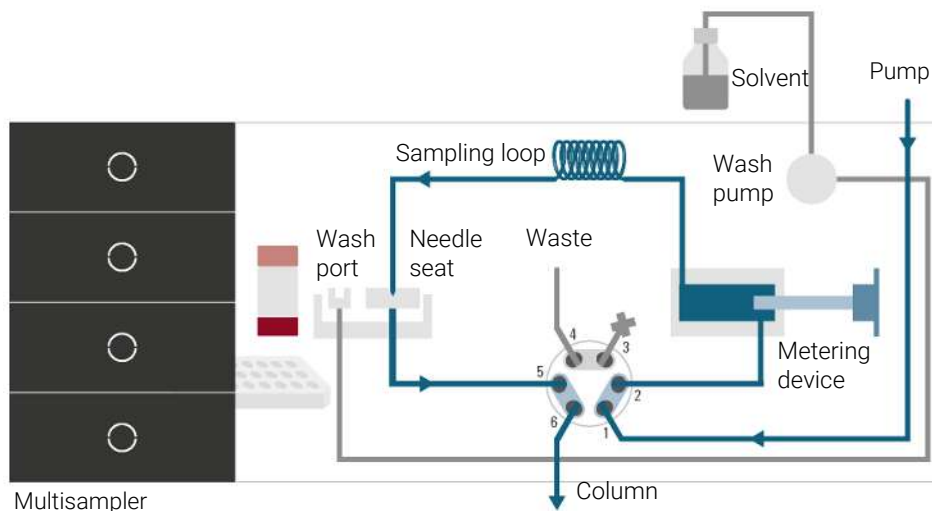 Solvent
Pump
Sampling loop
Wash
pump
Wash
port
Needle
seat
Waste
4
3
5
2
6
1
Metering
device
Column
Multisampler